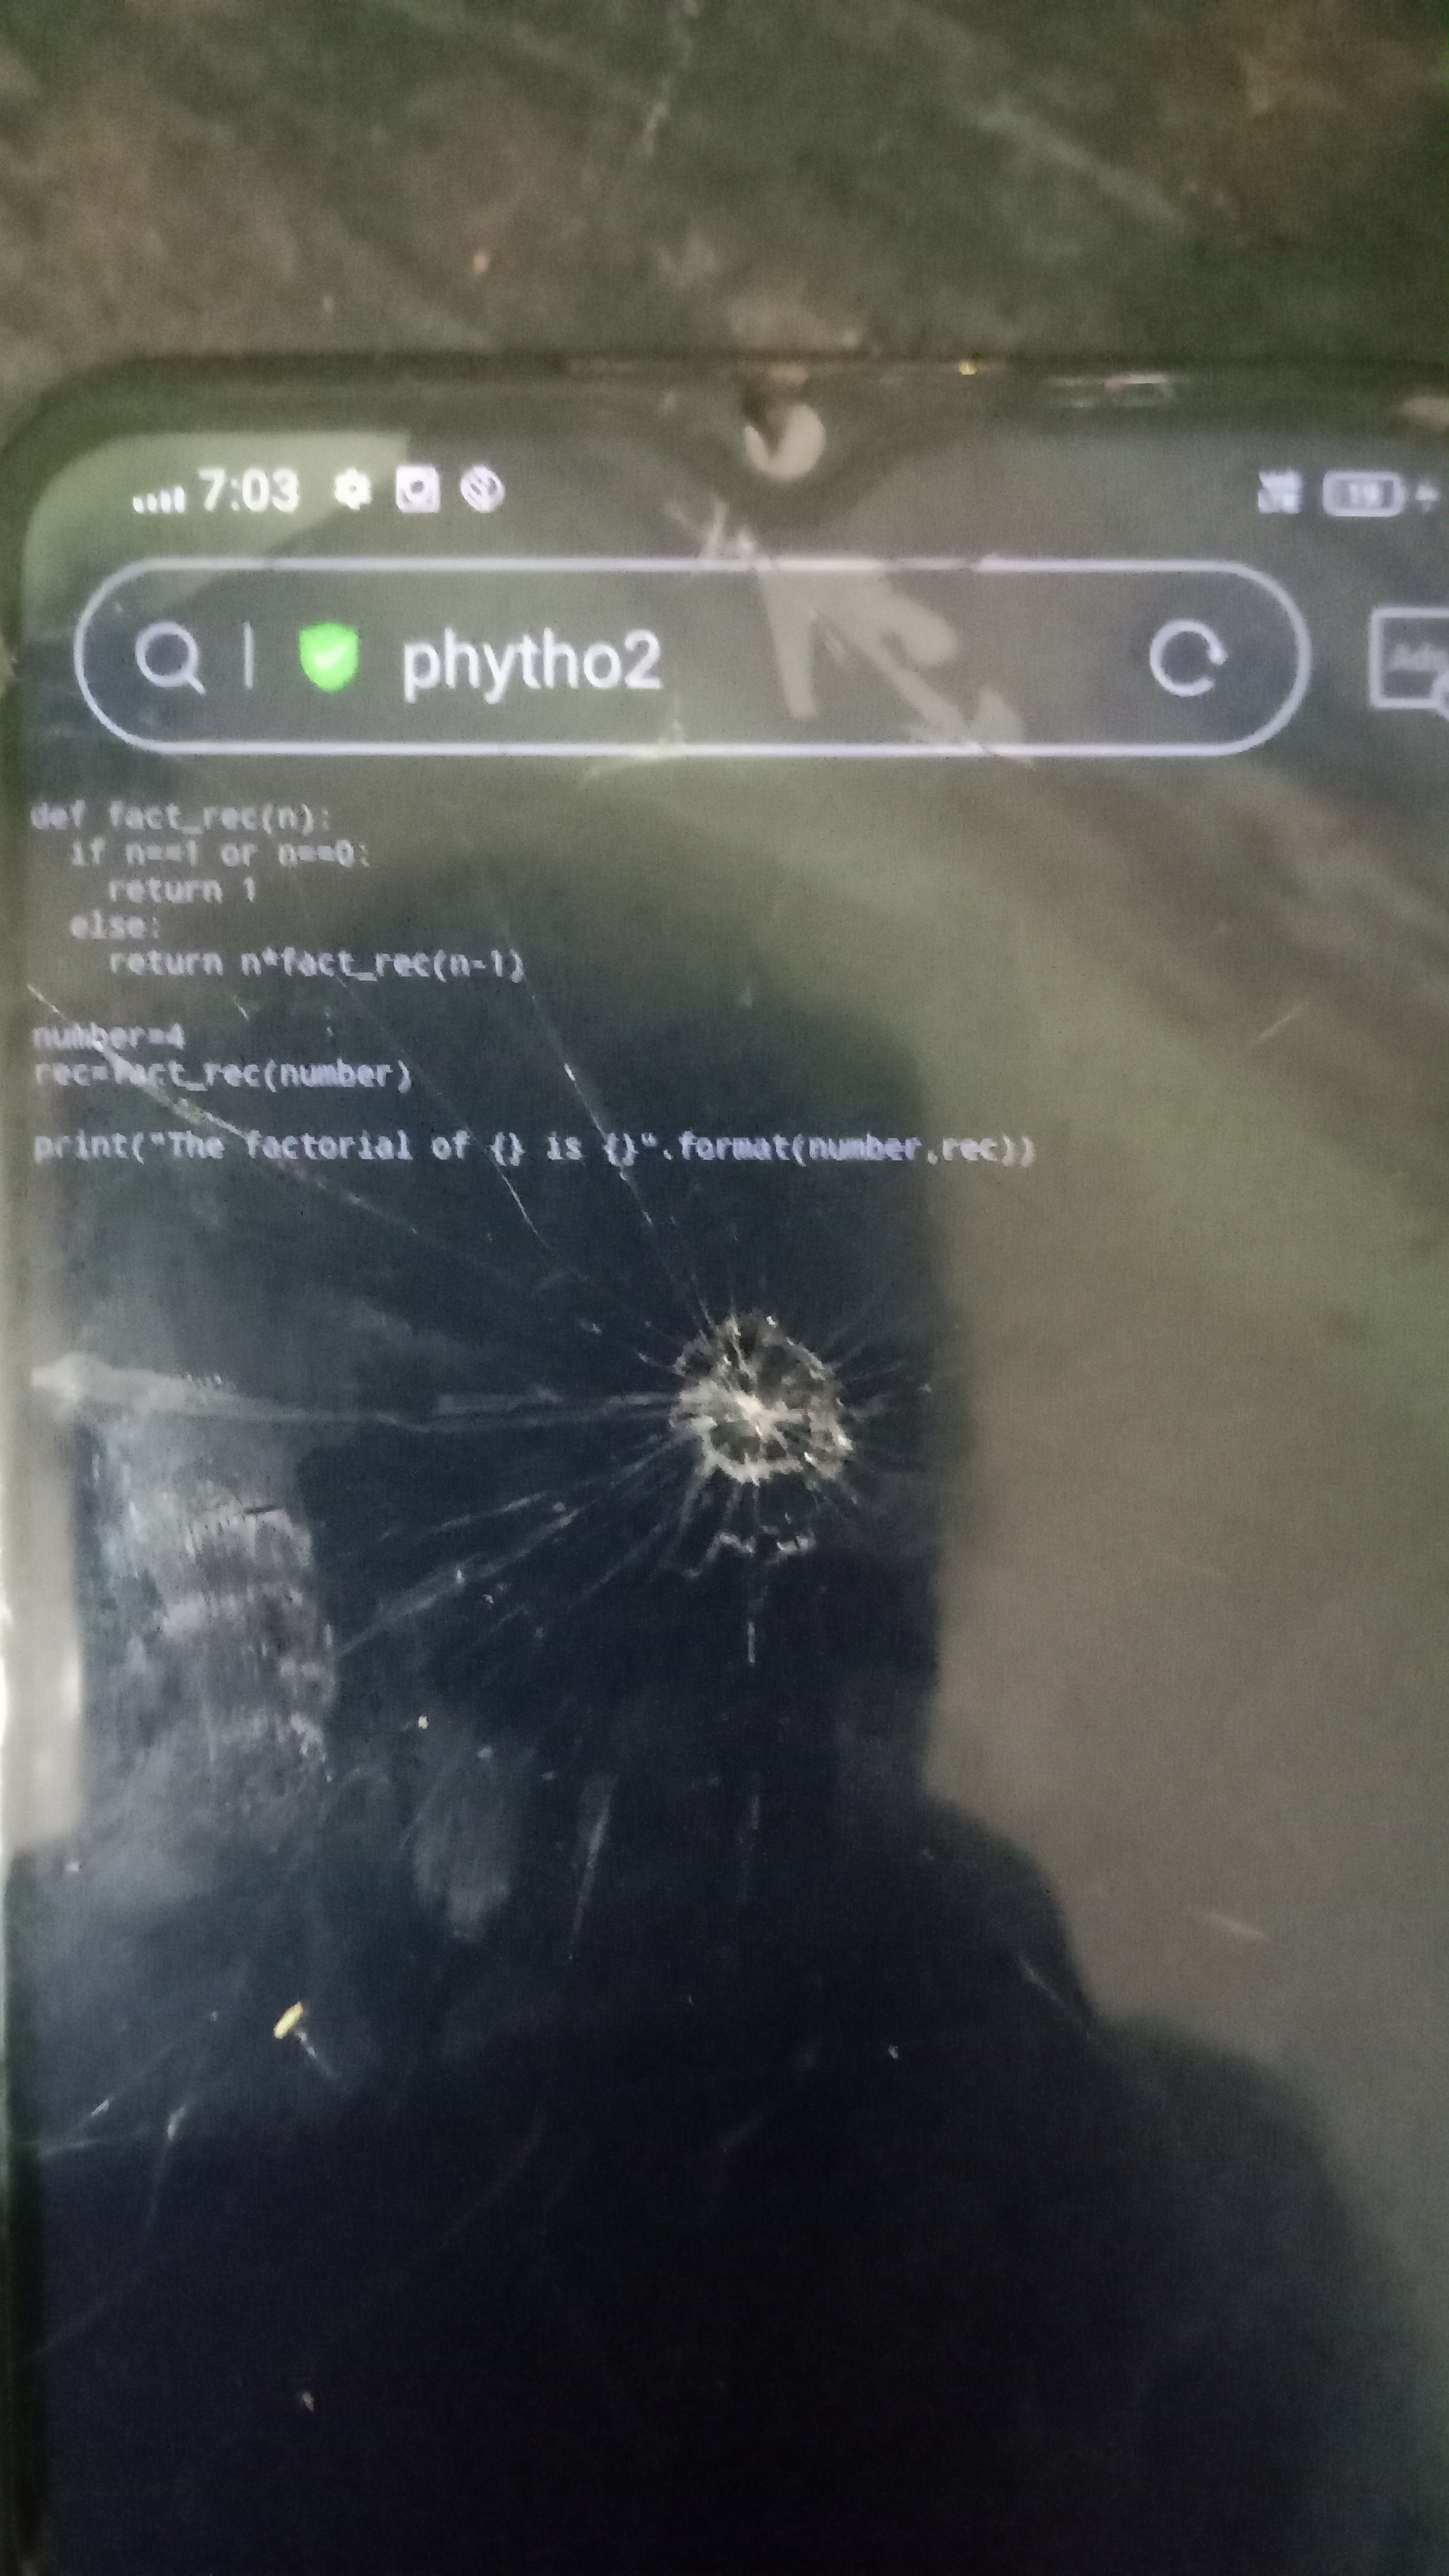 7:03
phytho2
def fact_rec(n):
  if n==1 or n==0:
    return 1
  else:
    return n*fact_rec(n-1)
number=4
rec=fact_rec(number)
print("The factorial of {} is {}".format(number,rec))